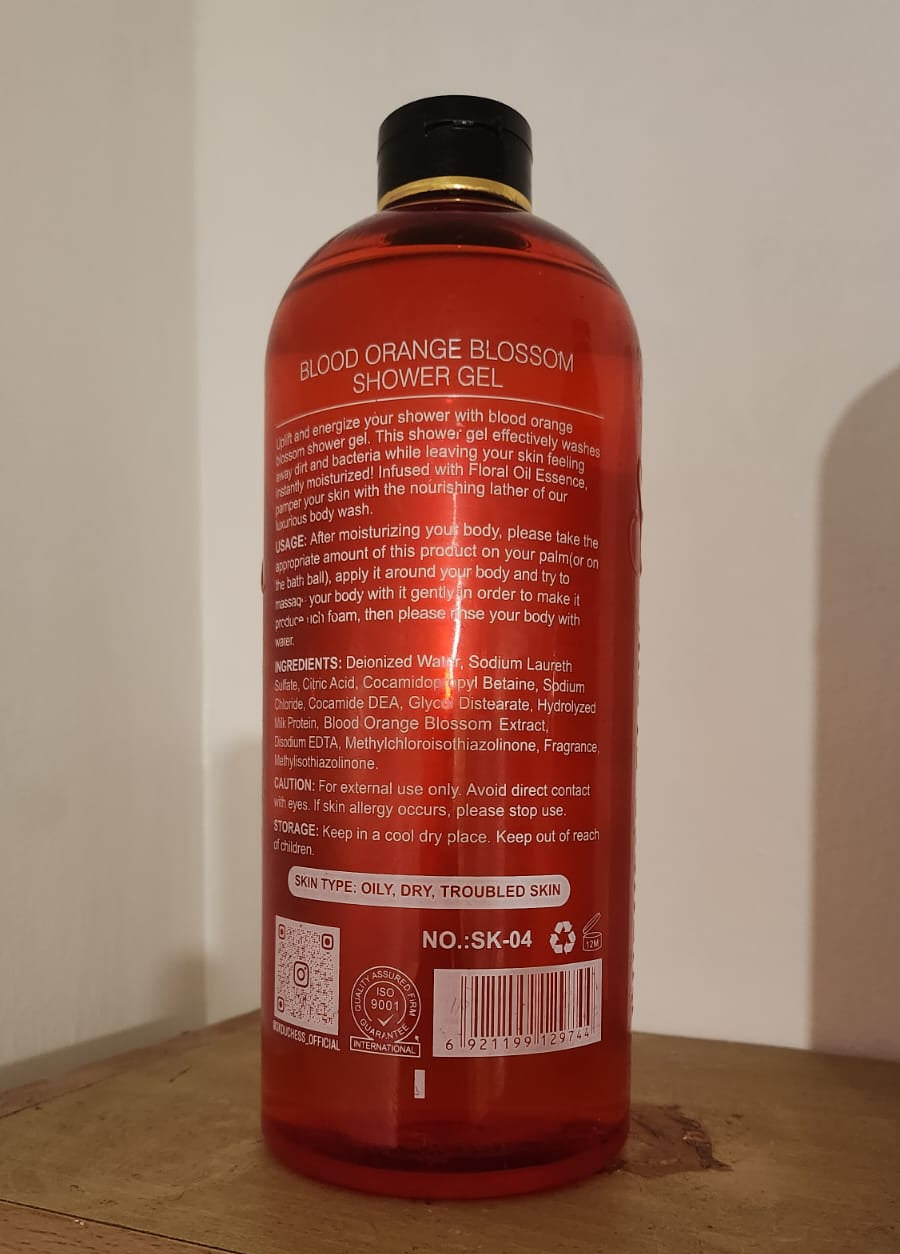 BLOOD ORANGE BLOSSOM
SHOWER GEL
Uplift and energize your shower with blood orange
blossom shower gel. This shower gel effectively washes
away dirt and bacteria while leaving your skin feeling
instantly moisturized! Infused with Floral Oil Essence,
pamper your skin with the nourishing lather of our
luxurious body wash.
USAGE: After moisturizing your body, please take the
appropriate amount of this product on your palm(or on
the bath ball), apply it around your body and try to
massage your body with it gently in order to make it
produce rich foam, then please rinse your body with
water.
INGREDIENTS: Deionized Water, Sodium Laureth
Sulfate, Citric Acid, Cocamidopropyl Betaine, Sodium
Chloride, Cocamide DEA, Glycol Distearate, Hydrolyzed
Milk Protein, Blood Orange Blossom Extract,
Disodium EDTA, Methylchloroisothiazolinone, Fragrance,
Methylisothiazolinone.
CAUTION: For external use only. Avoid direct contact
with eyes. If skin allergy occurs, please stop use.
STORAGE: Keep in a cool dry place. Keep out of reach
of children.
SKIN TYPE: OILY, DRY, TROUBLED SKIN
NO.:SK-04
12M
QUALITY ASSURED FIRM
ISO
9001
GUARANTEE
INTERNATIONAL
6 921199 129744